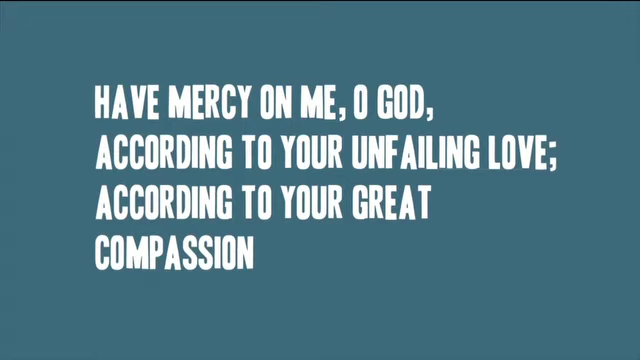 HAVE MERCY ON ME, O GOD,
ACCORDING TO YOUR UNFAILING LOVE;
ACCORDING TO YOUR GREAT
COMPASSION